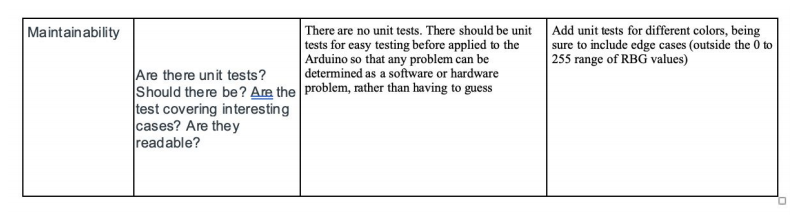 Maintainability
Are there unit tests?
Should there be? Are the
test covering interesting
cases? Are they
readable?
There are no unit tests. There should be unit
tests for easy testing before applied to the
Arduino so that any problem can be
determined as a software or hardware
problem, rather than having to guess
Add unit tests for different colors, being
sure to include edge cases (outside the 0 to
255 range of RBG values)